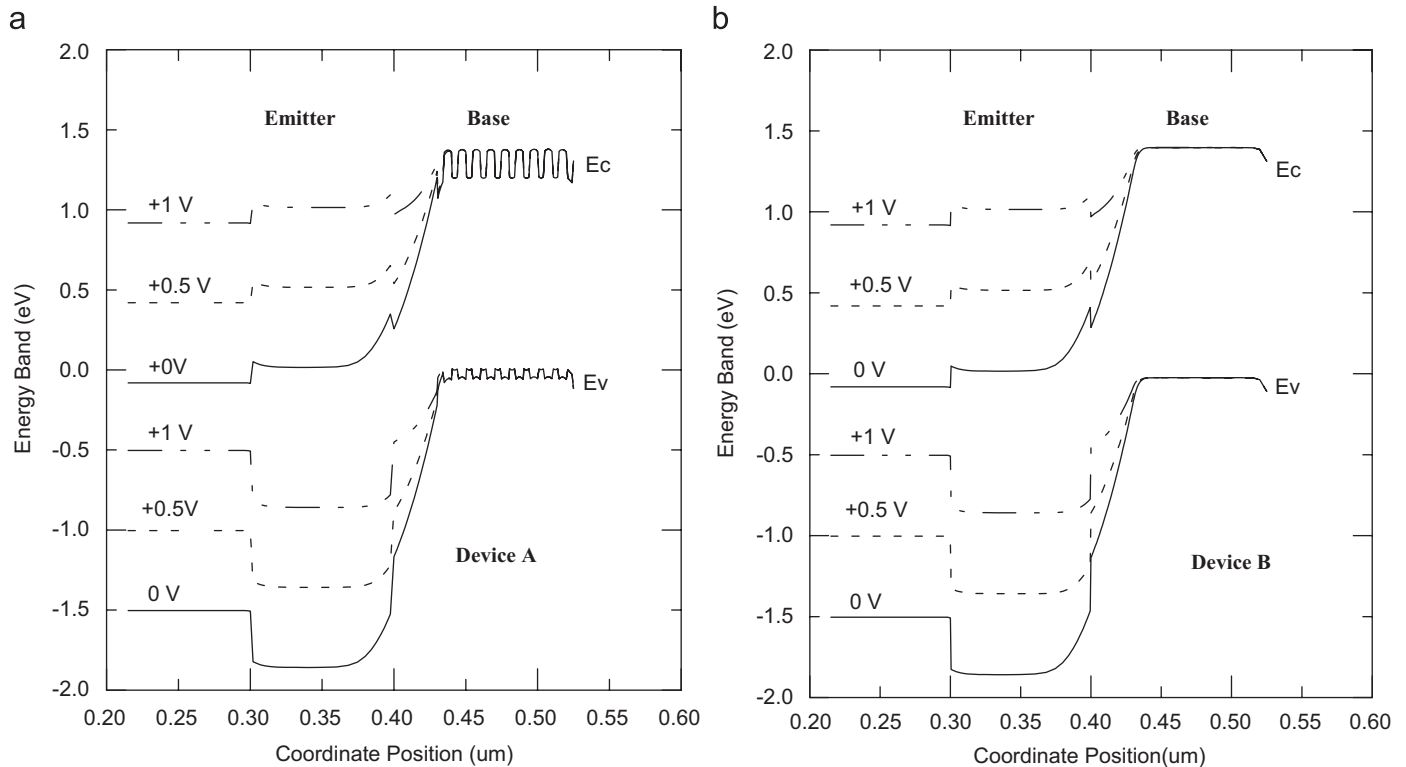 a
2.0
1.5
1.0
0.5
0.0
-0.5
-1.0
-1.5
-2.0
Energy Band (eV)
Emitter
Base
Ec
+1 V
+0.5 V
+0V
Ev
+1 V
+0.5V
0 V
Device A
0.20
0.25
0.30
0.35
0.40
0.45
0.50
0.55
0.60
Coordinate Position (um)
b
2.0
1.5
1.0
0.5
0.0
-0.5
-1.0
-1.5
-2.0
Energy Band (eV)
Emitter
Base
Ec
+1 V
+0.5 V
0 V
Ev
+1 V
+0.5 V
0 V
Device B
0.20
0.25
0.30
0.35
0.40
0.45
0.50
0.55
0.60
Coordinate Position(um)